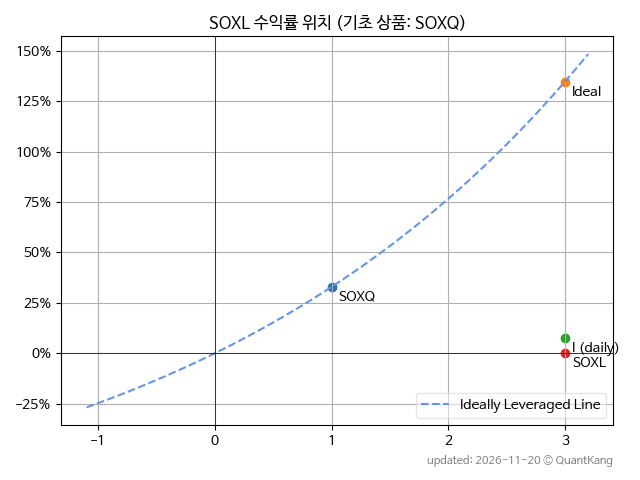 SOXL 수익률 위치 (기초 상품: SOXQ)
150%
125%
100%
75%
50%
25%
0%
−25%
Ideal
SOXQ
I (daily)
SOXL
Ideally Leveraged Line
−1
0
1
2
3
updated: 2026-11-20 © QuantKang